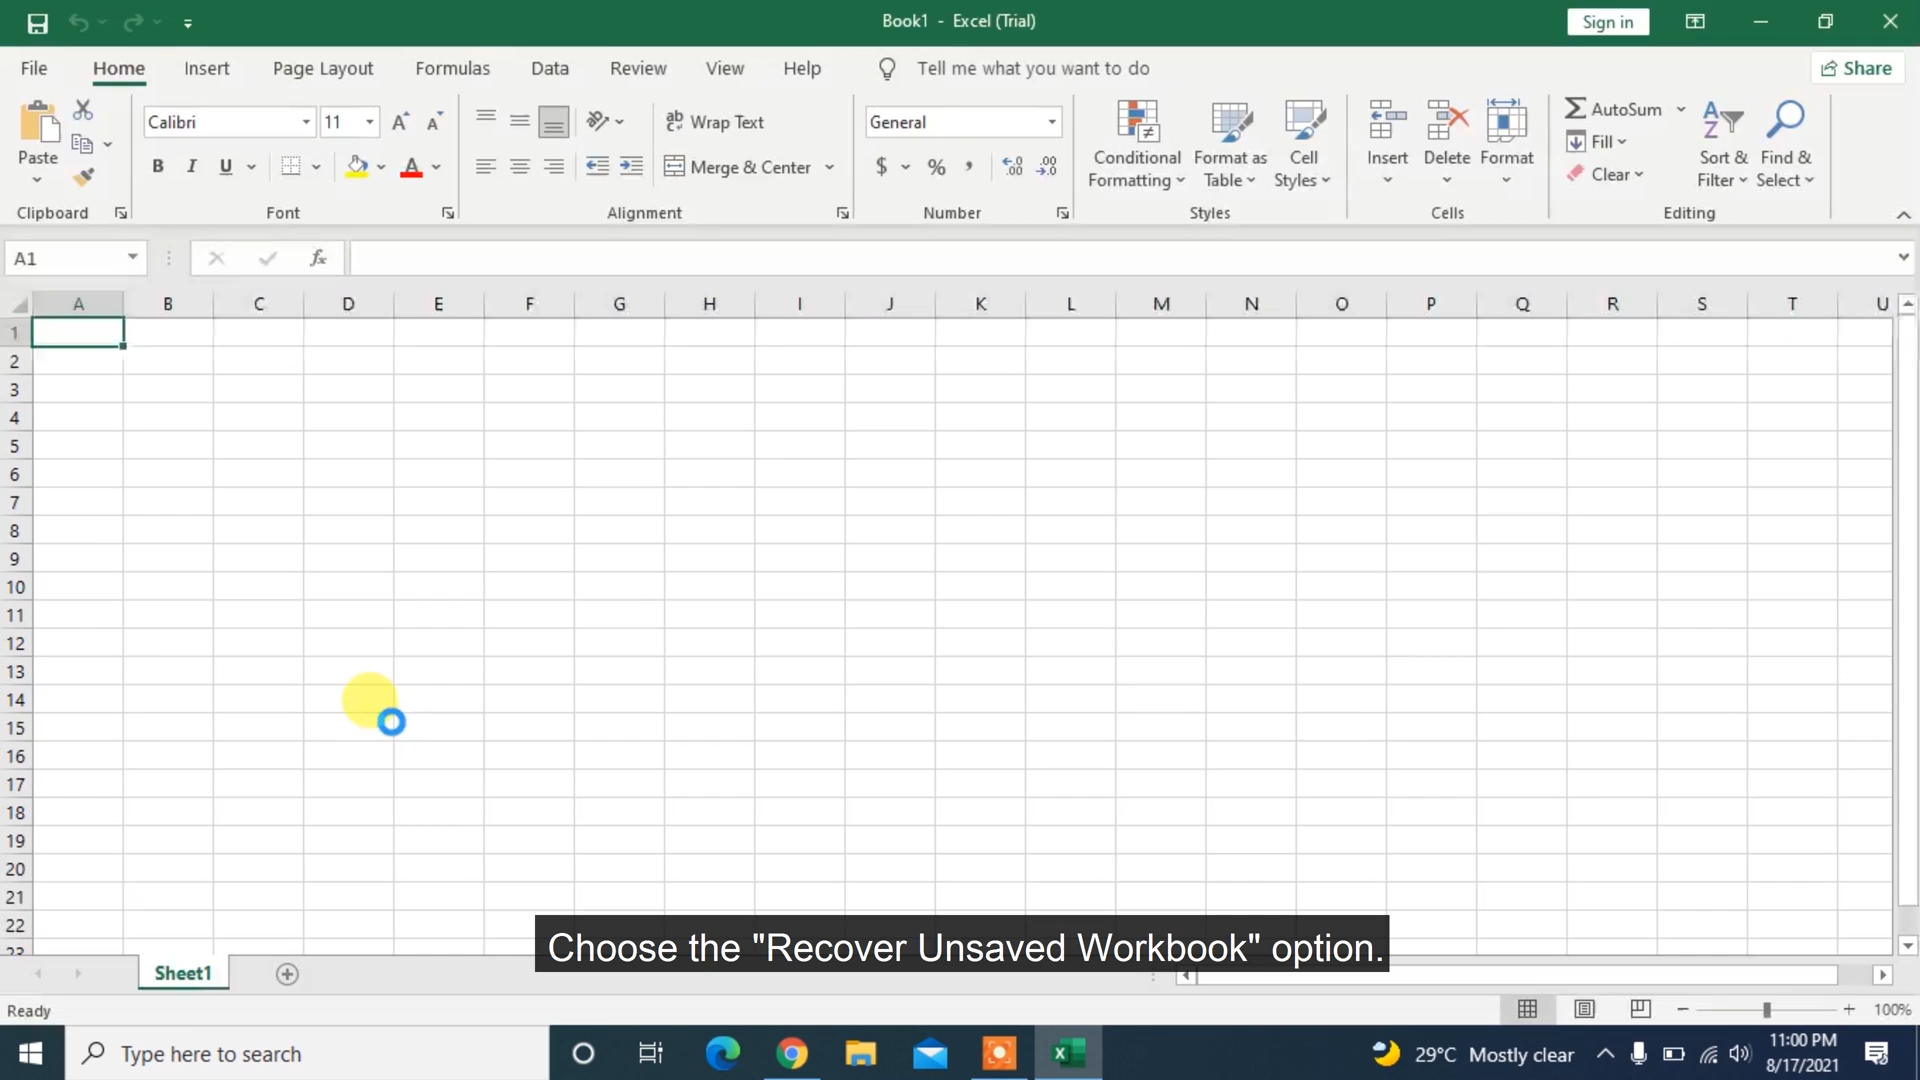 Book1 - Excel (Trial)
Sign in
File Home Insert Page Layout Formulas Data Review View Help Tell me what you want to do Share
Paste
Clipboard
Calibri 11
B I U A
Font
Wrap Text
Merge & Center
Alignment
General
$ % ,
Number
Conditional Formatting
Format as Table
Cell Styles
Styles
Insert Delete Format
Cells
AutoSum
Fill
Clear
Sort & Filter
Find & Select
Editing
A1 fx
A B C D E F G H I J K L M N O P Q R S T U
1
2
3
4
5
6
7
8
9
10
11
12
13
14
15
16
17
18
19
20
21
22
23
Choose the "Recover Unsaved Workbook" option.
Sheet1
Ready 100%
Type here to search
29°C Mostly clear
11:00 PM
8/17/2021